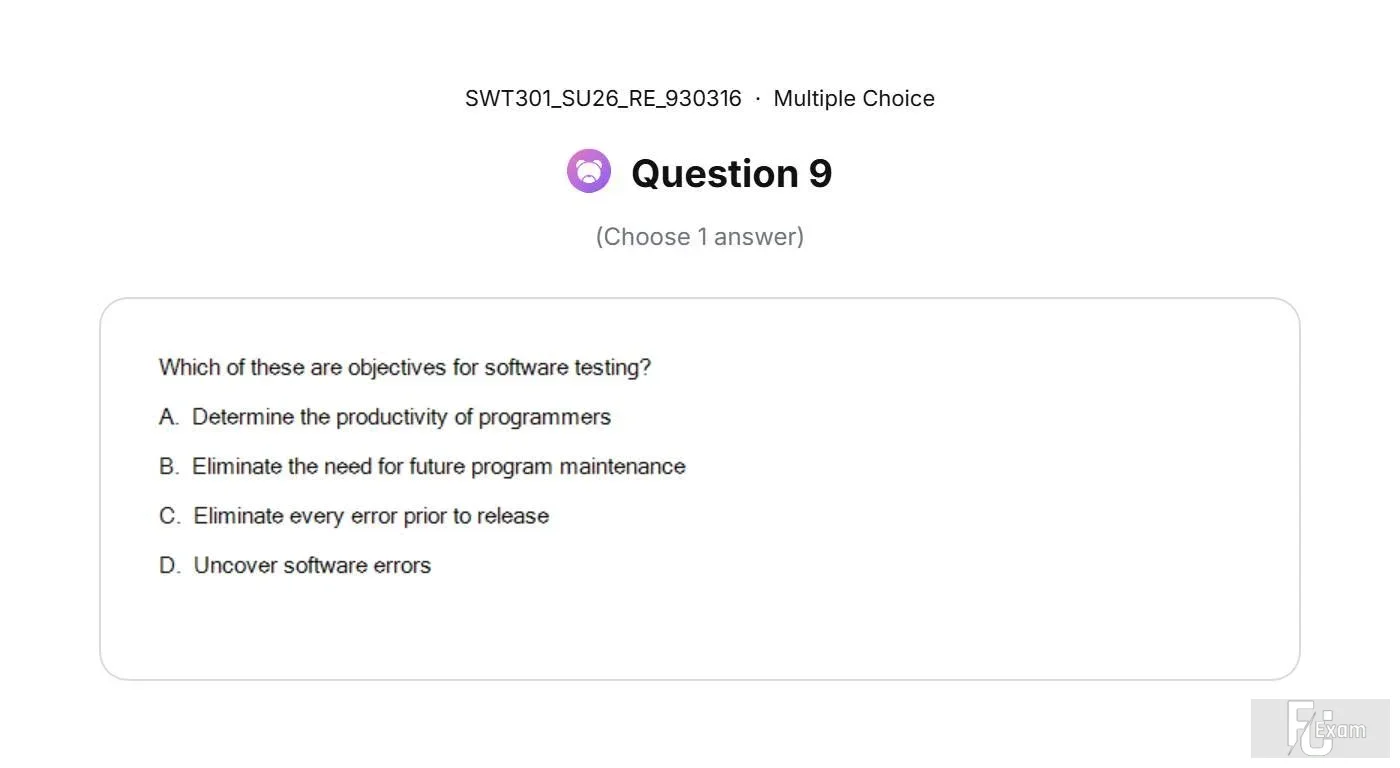 SWT301_SU26_RE_930316 · Multiple Choice
Question 9
(Choose 1 answer)
Which of these are objectives for software testing?
A. Determine the productivity of programmers
B. Eliminate the need for future program maintenance
C. Eliminate every error prior to release
D. Uncover software errors
FU Exam